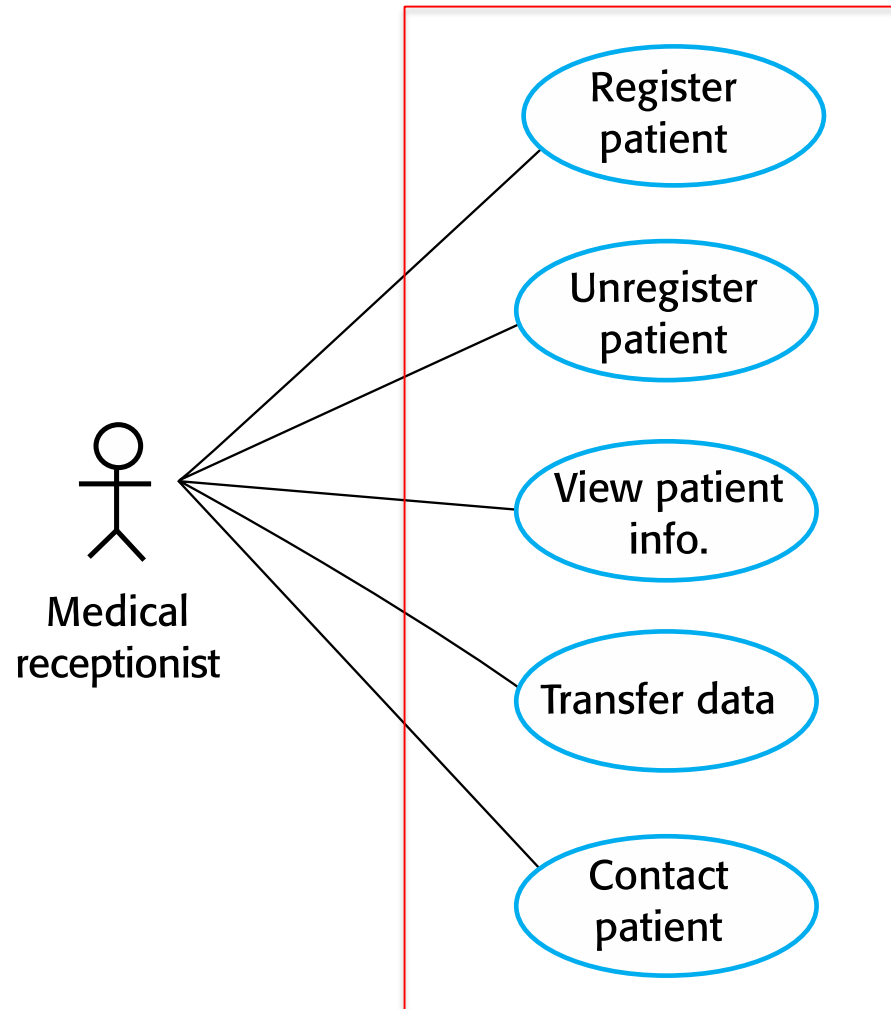 Register
patient
Unregister
patient
View patient
info.
Medical
receptionist
Transfer data
Contact
patient